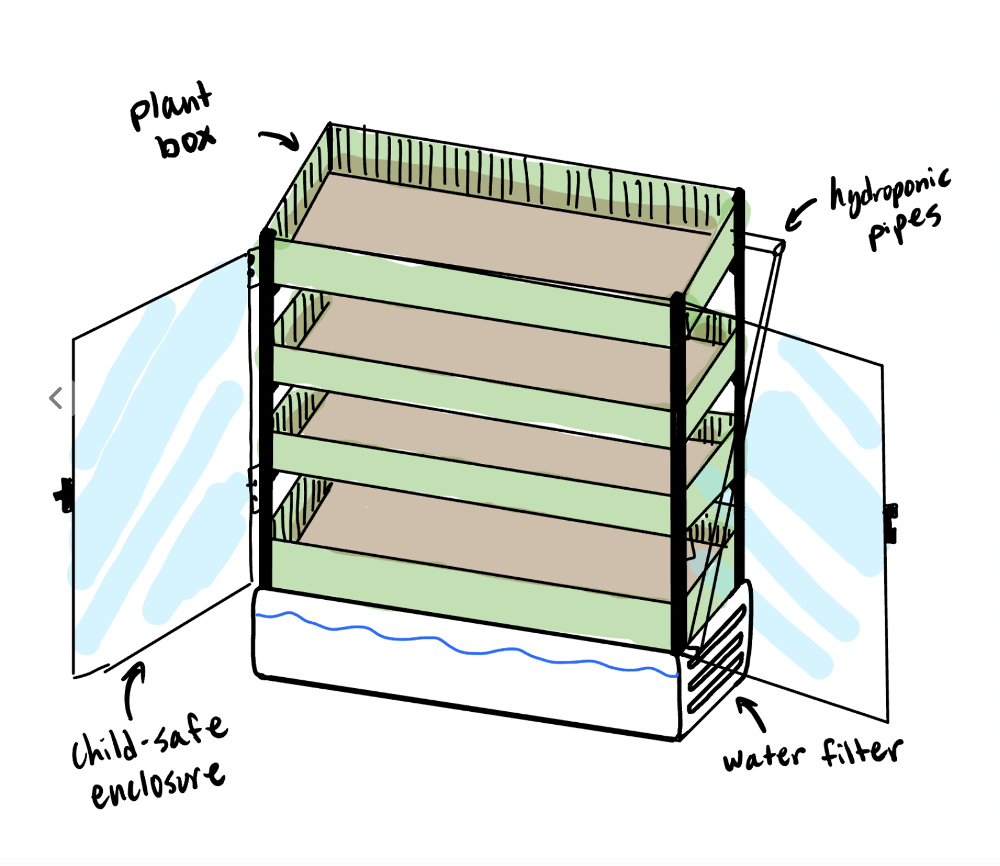 plant
box
hydroponic
pipes
child-safe
enclosure
water filter